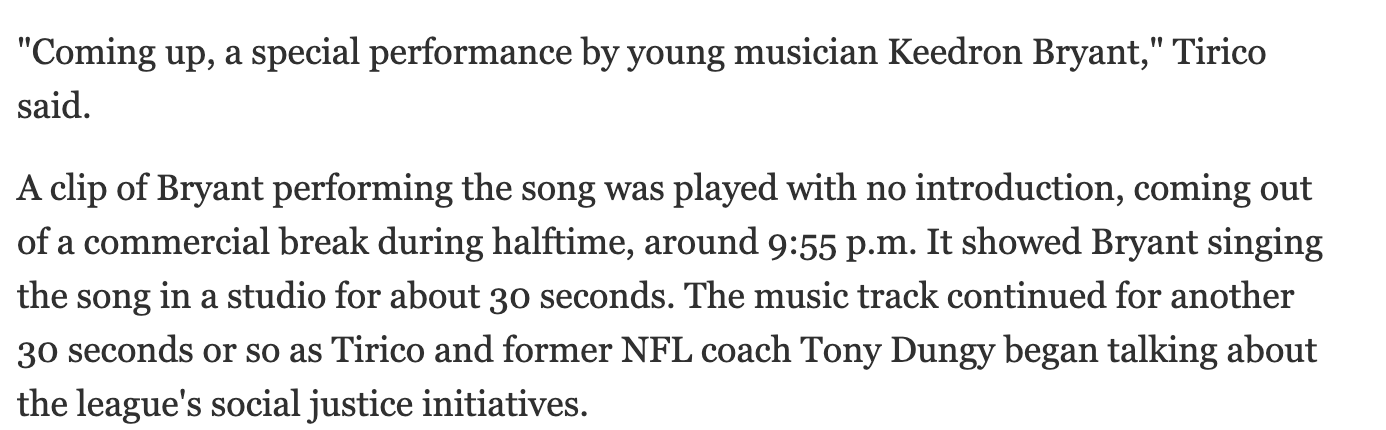 "Coming up, a special performance by young musician Keedron Bryant," Tirico
said.
A clip of Bryant performing the song was played with no introduction, coming out
of a commercial break during halftime, around 9:55 p.m. It showed Bryant singing
the song in a studio for about 30 seconds. The music track continued for another
30 seconds or so as Tirico and former NFL coach Tony Dungy began talking about
the league's social justice initiatives.